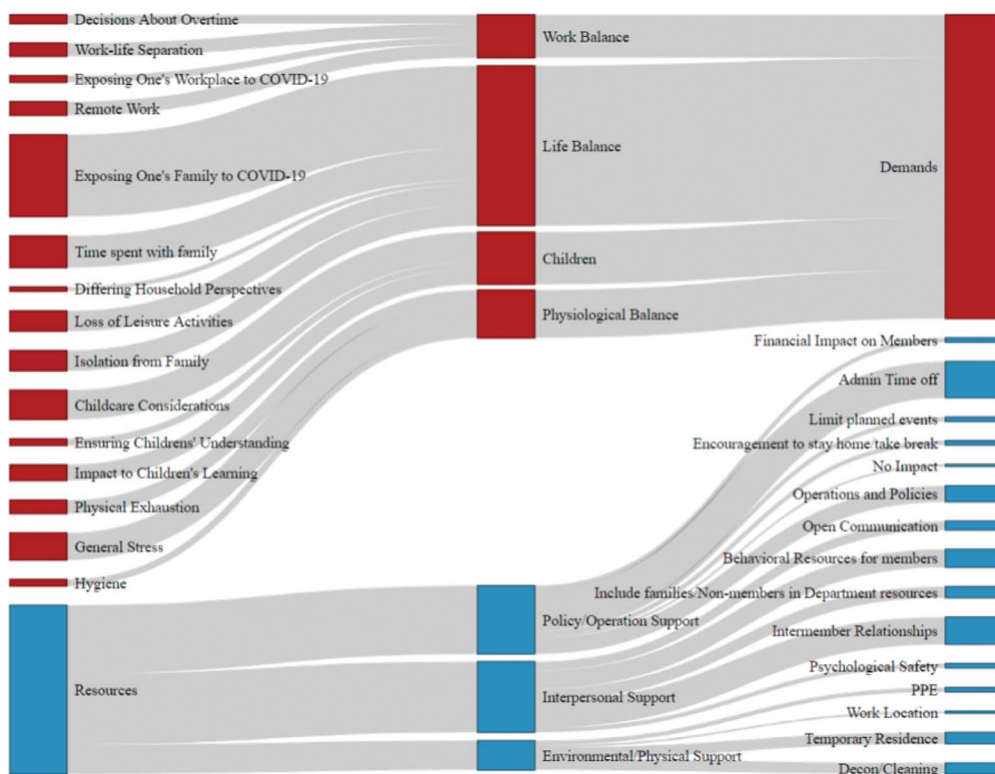 Decisions About Overtime
Work-life Separation
Exposing One's Workplace to COVID-19
Remote Work
Exposing One's Family to COVID-19
Time spent with family
Differing Household Perspectives
Loss of Leisure Activities
Isolation from Family
Childcare Considerations
Ensuring Childrens' Understanding
Impact to Children's Learning
Physical Exhaustion
General Stress
Hygiene
Resources
Work Balance
Life Balance
Children
Physiological Balance
Policy/Operation Support
Interpersonal Support
Environmental/Physical Support
Demands
Financial Impact on Members
Admin Time off
Limit planned events
Encouragement to stay home/take break
No Impact
Operations and Policies
Open Communication
Behavioral Resources for members
Include families/Non-members in Department resources
Intermember Relationships
Psychological Safety
PPE
Work Location
Temporary Residence
Decon/Cleaning